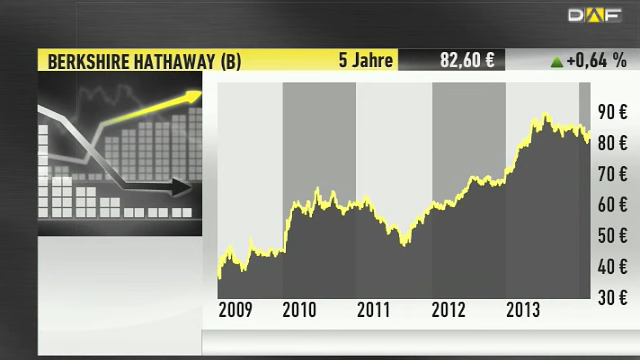 DAF
BERKSHIRE HATHAWAY (B) 5 Jahre 82,60 € +0,64 %
90 €
80 €
70 €
60 €
50 €
40 €
30 €
2009 2010 2011 2012 2013